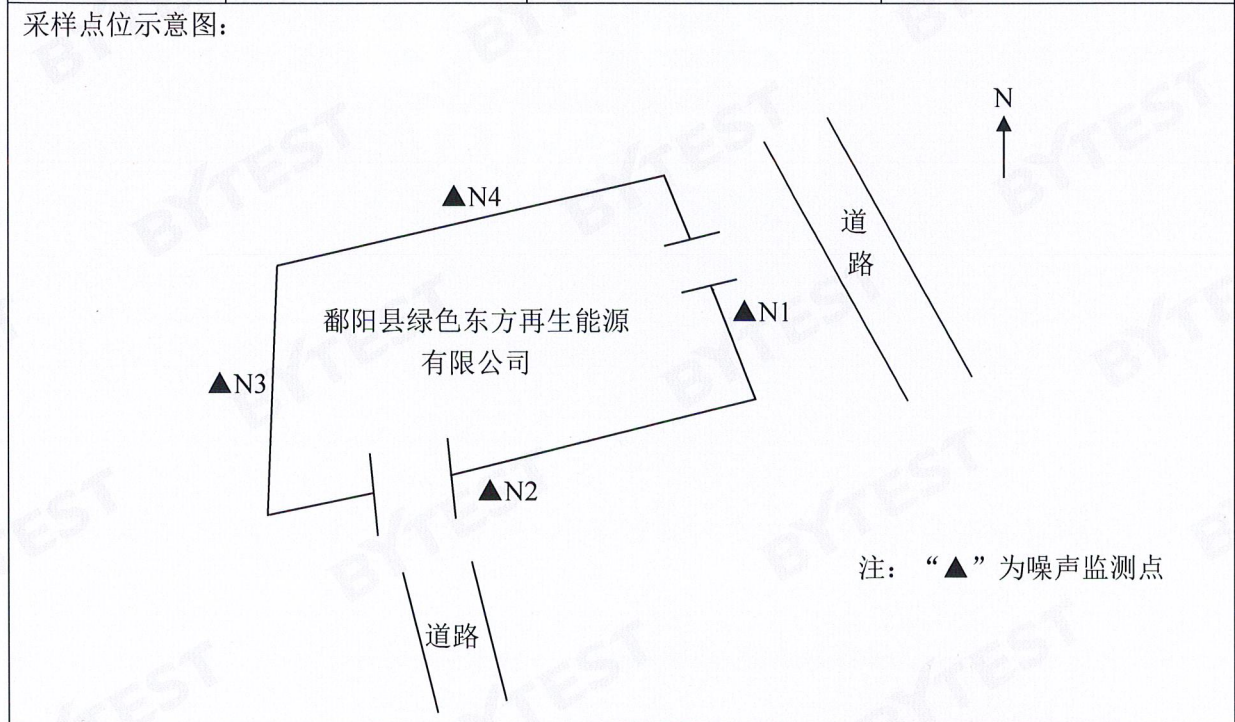 采样点位示意图：
N
▲N4
道
路
▲N1
鄱阳县绿色东方再生能源
有限公司
▲N3
▲N2
注：“▲”为噪声监测点
道路
BYTEST